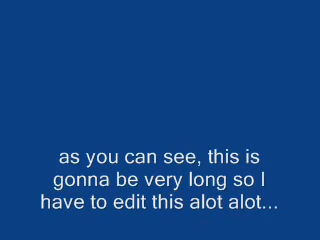 as you can see, this is
gonna be very long so I
have to edit this alot alot...